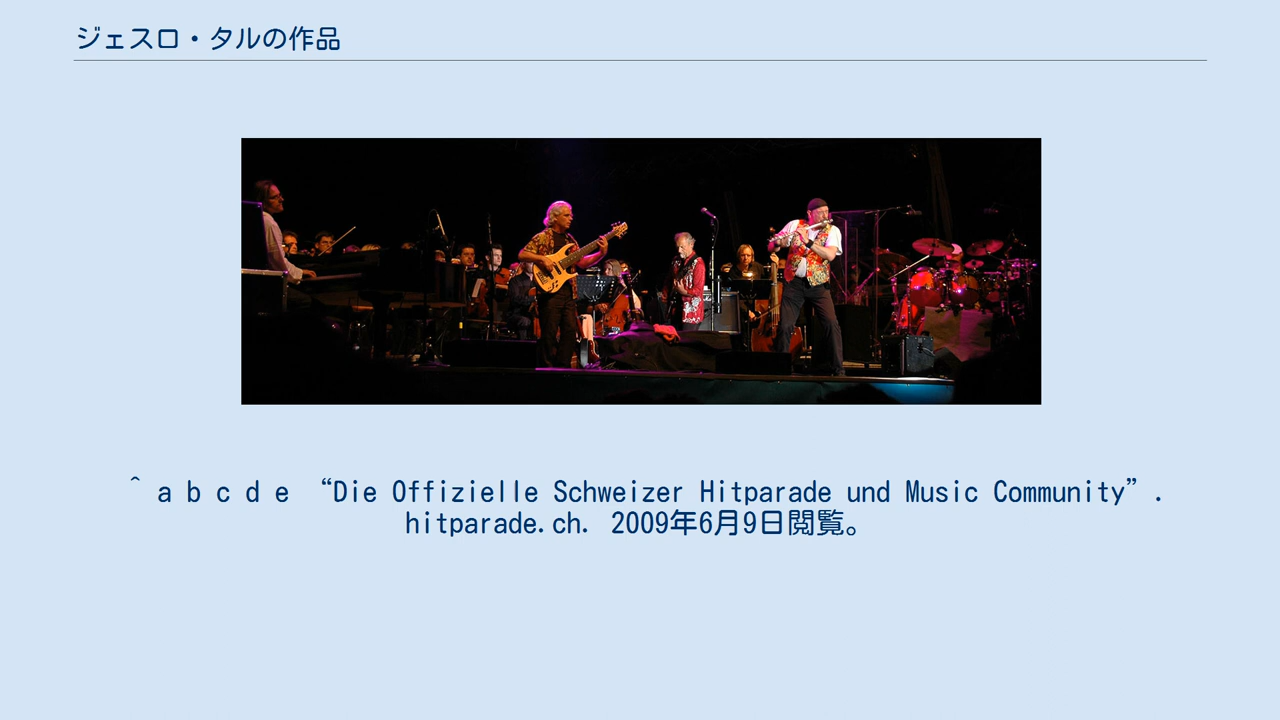 ジェスロ・タルの作品
^ a b c d e “Die Offizielle Schweizer Hitparade und Music Community”.
hitparade.ch. 2009年6月9日閲覧。